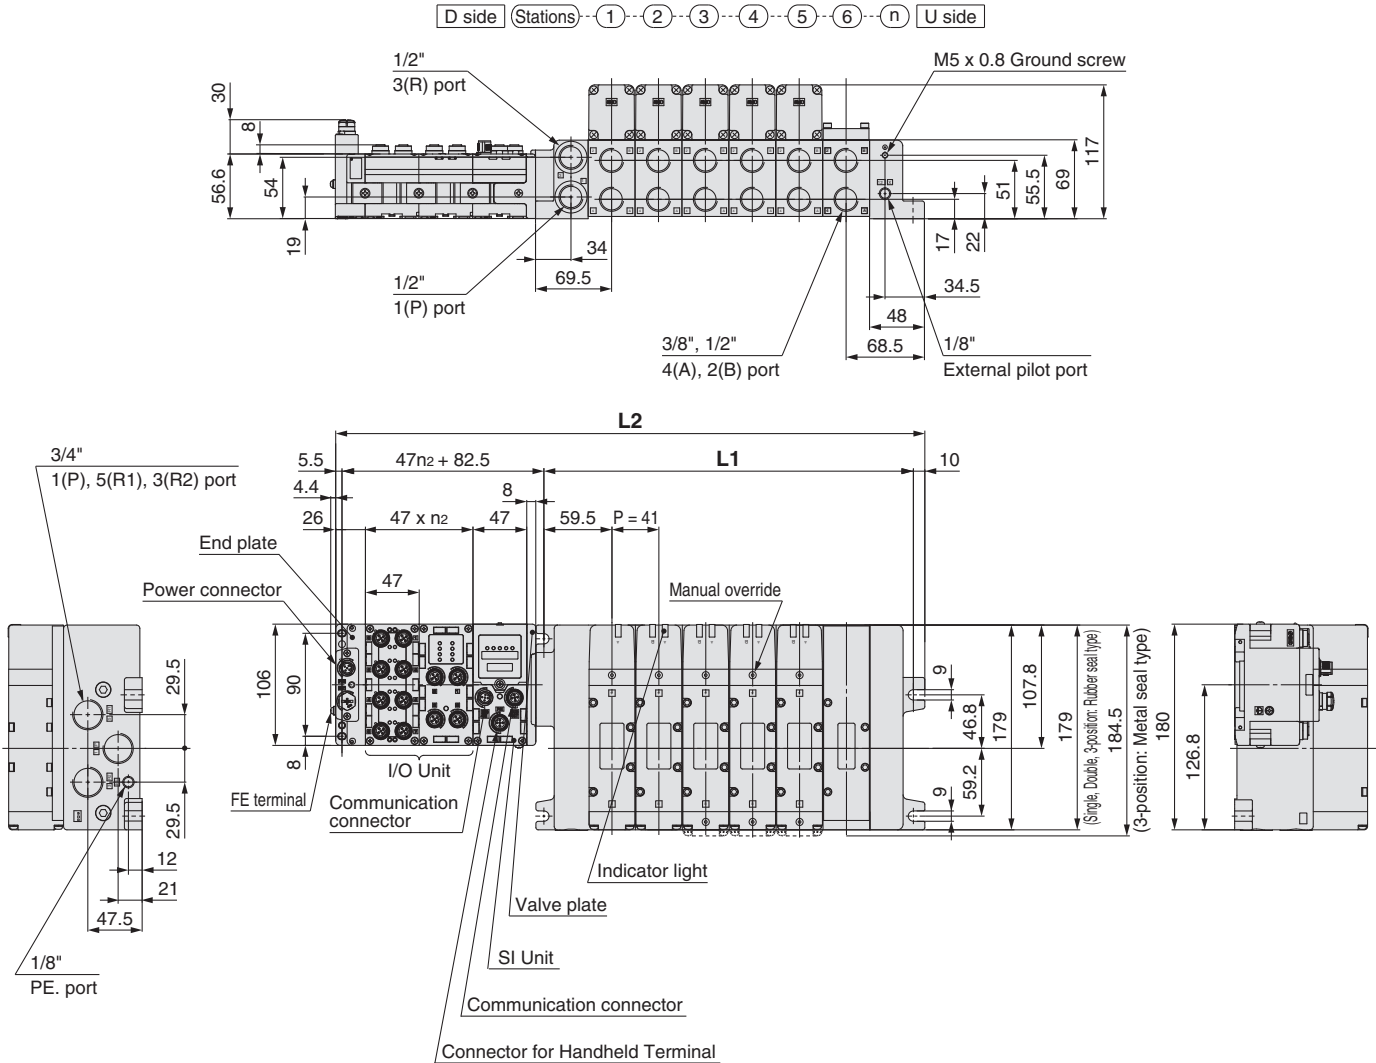 D side Stations 1 2 3 4 5 6 n U side
1/2"
3(R) port
M5 x 0.8 Ground screw
30
8
56.6
54
19
117
69
55.5
51
17
22
34
69.5
34.5
48
68.5
1/2"
1(P) port
3/8", 1/2"
4(A), 2(B) port
1/8"
External pilot port
L2
3/4"
1(P), 5(R1), 3(R2) port
5.5
47n2 + 82.5
L1
10
4.4
8
26
47 x n2
47
59.5
P = 41
End plate
47
Power connector
Manual override
29.5
29.5
12
21
47.5
106
90
8
9
46.8
179
107.8
179
(Single, Double, 3-position: Rubber seal type)
184.5
(3-position: Metal seal type)
180
126.8
59.2
9
I/O Unit
FE terminal
Communication
connector
Indicator light
Valve plate
SI Unit
1/8"
PE. port
Communication connector
Connector for Handheld Terminal